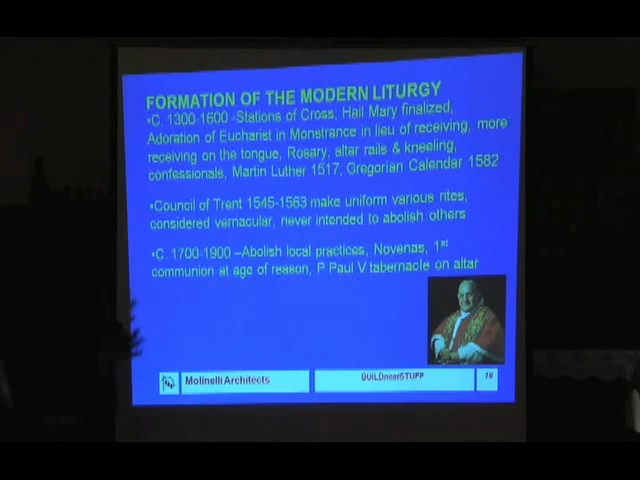 FORMATION OF THE MODERN LITURGY
•C. 1300-1600 -Stations of Cross; Hail Mary finalized,
Adoration of Eucharist in Monstrance in lieu of receiving, more
receiving on the tongue, Rosary, altar rails & kneeling,
confessionals, Martin Luther 1517, Gregorian Calendar 1582
•Council of Trent 1545-1563 make uniform various rites,
considered vernacular, never intended to abolish others
•C. 1700-1900 –Abolish local practices, Novenas, 1st
communion at age of reason, P Paul V tabernacle on altar
Molinelli Architects
BUILDnearSTUFF
16